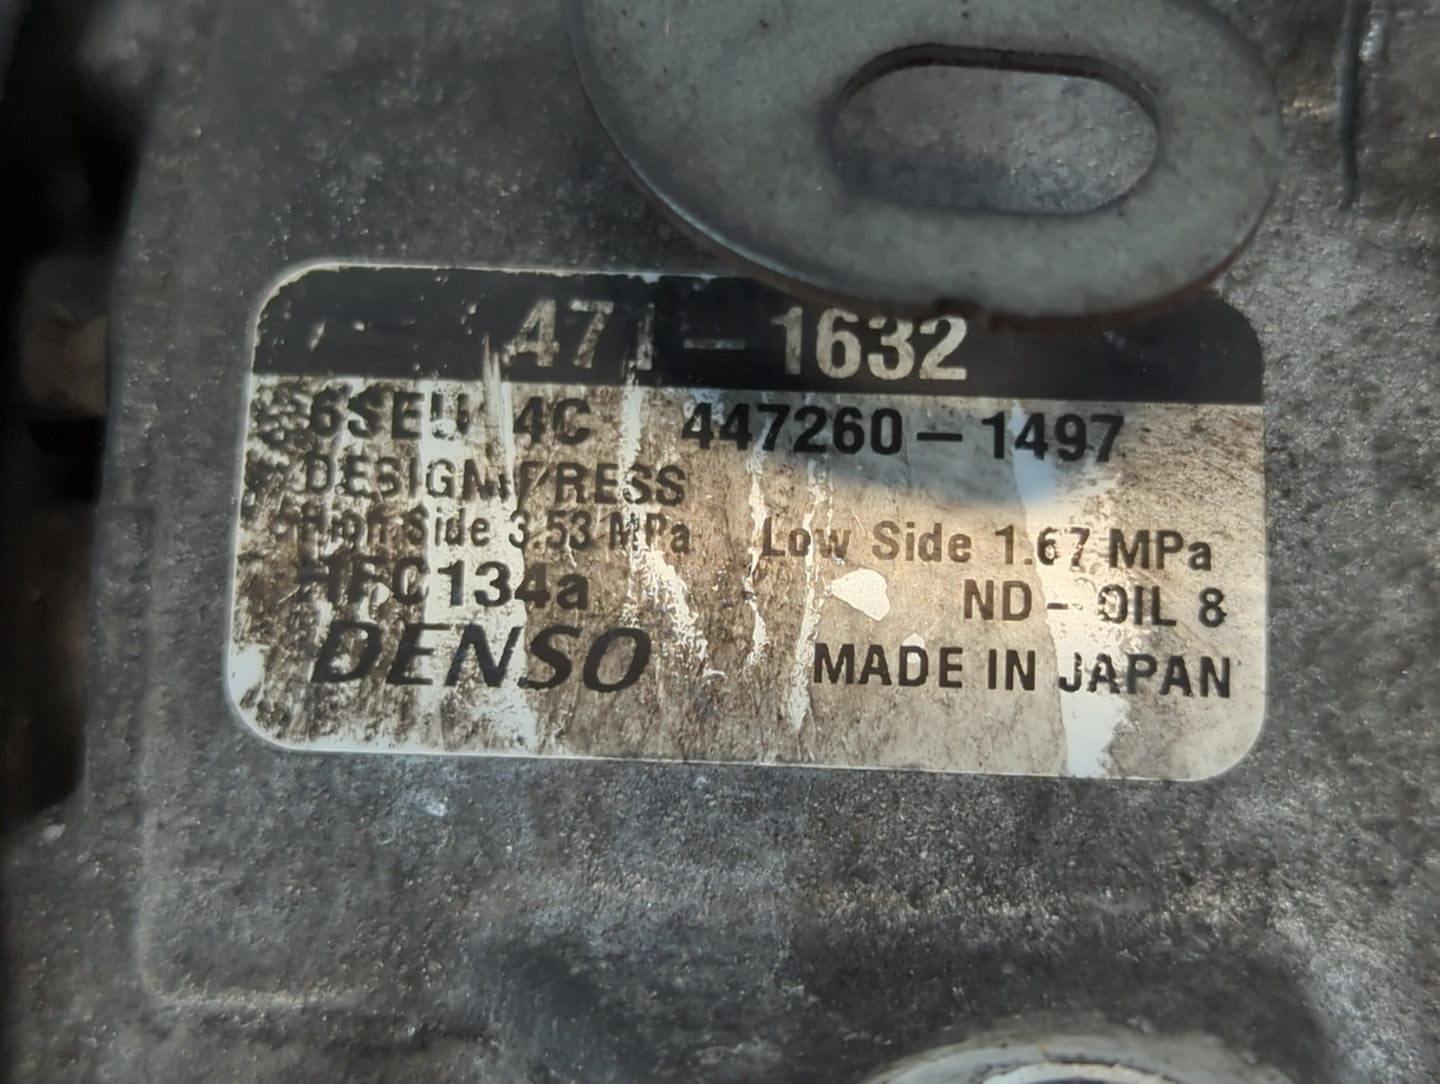 471-1632
6SEU 4C 447260-1497
DESIGN PRESS
High Side 3.53 MPa Low Side 1.67 MPa
HFC134a ND-OIL 8
DENSO MADE IN JAPAN